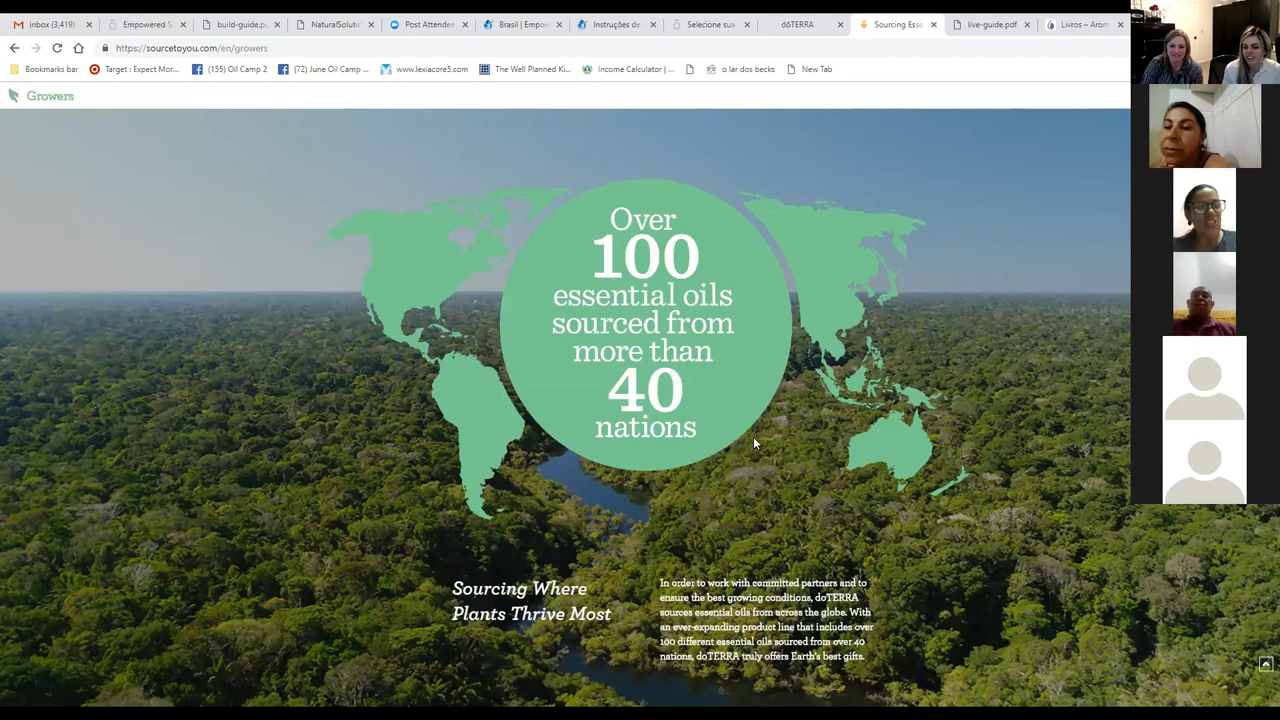 inbox (3,419)
Empowered S
build-guide.p
NaturalSolutio
Post Attendee
Brasil | Empo
Instruções de
Selecione sua
dōTERRA
Sourcing Esse
live-guide.pdf
Livros – Arom
https://sourcetoyou.com/en/growers
Bookmarks bar
Target : Expect Mor...
(155) Oil Camp 2
(72) June Oil Camp ...
www.lexiacore5.com
The Well Planned Ki...
Income Calculator |...
o lar dos becks
New Tab
Growers
Over
100
essential oils
sourced from
more than
40
nations
Sourcing Where
Plants Thrive Most
In order to work with committed partners and to
ensure the best growing conditions, doTERRA
sources essential oils from across the globe. With
an ever-expanding product line that includes over
100 different essential oils sourced from over 40
nations, doTERRA truly offers Earth's best gifts.